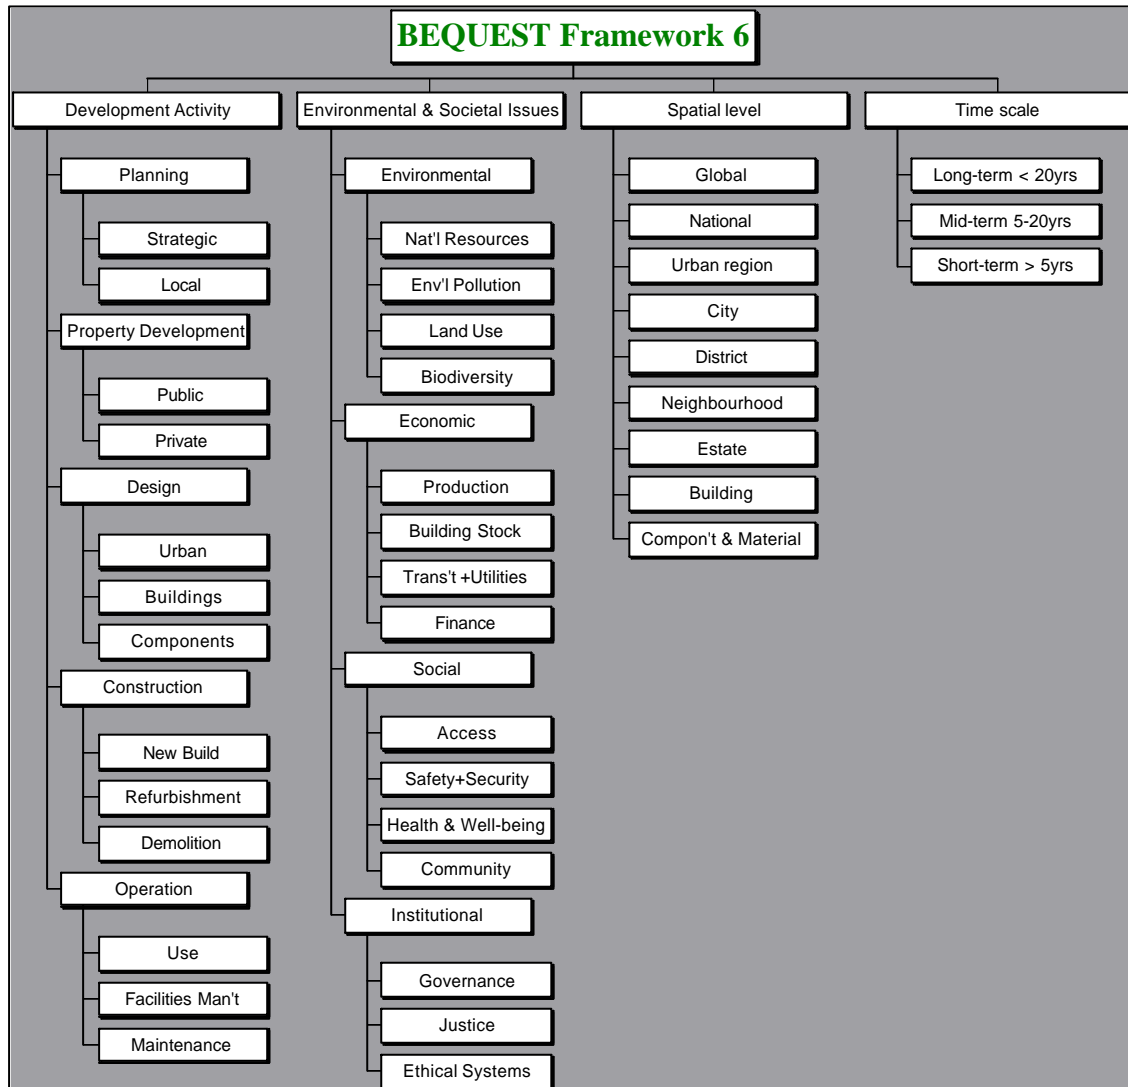 BEQUEST Framework 6
Development Activity
Planning
Strategic
Local
Property Development
Public
Private
Design
Urban
Buildings
Components
Construction
New Build
Refurbishment
Demolition
Operation
Use
Facilities Man't
Maintenance
Environmental & Societal Issues
Environmental
Nat'l Resources
Env'l Pollution
Land Use
Biodiversity
Economic
Production
Building Stock
Trans't +Utilities
Finance
Social
Access
Safety+Security
Health & Well-being
Community
Institutional
Governance
Justice
Ethical Systems
Spatial level
Global
National
Urban region
City
District
Neighbourhood
Estate
Building
Compon't & Material
Time scale
Long-term < 20yrs
Mid-term 5-20yrs
Short-term > 5yrs